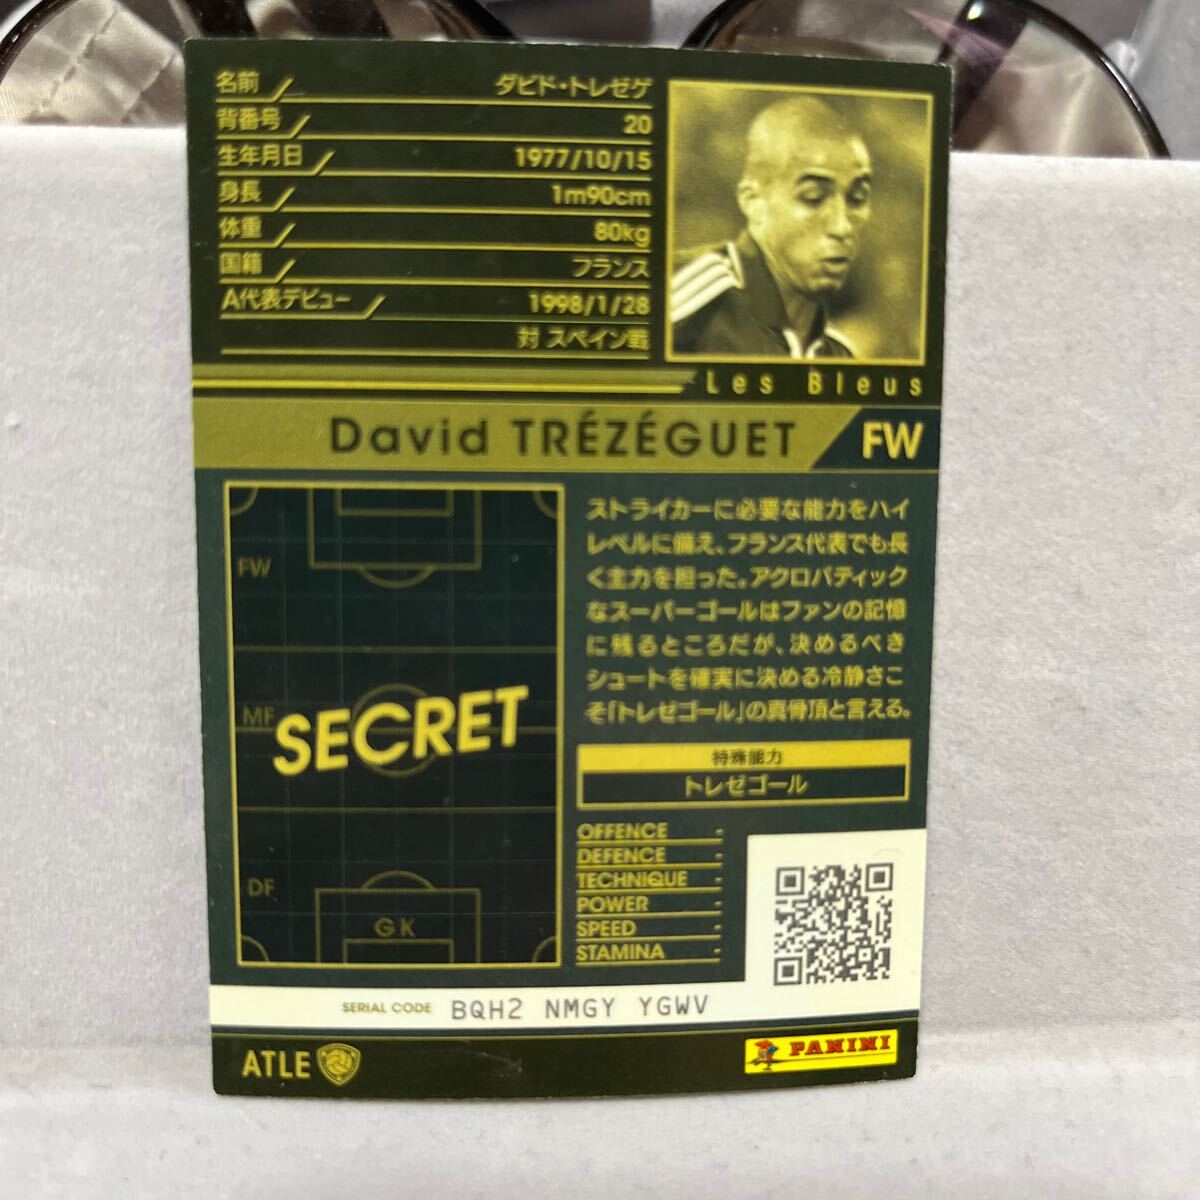 名前 ダビド・トレゼゲ
背番号 20
生年月日 1977/10/15
身長 1m90cm
体重 80kg
国籍 フランス
A代表デビュー 1998/1/28
対 スペイン戦
Les Bleus
David TRÉZÉGUET FW
FW
MF
SECRET
DF
GK
ストライカーに必要な能力をハイ
レベルに備え、フランス代表でも長
く主力を担った。アクロバティック
なスーパーゴールはファンの記憶
に残るところだが、決めるべき
シュートを確実に決める冷静さこ
そ「トレゼゴール」の真骨頂と言える。
特殊能力
トレゼゴール
OFFENCE -
DEFENCE -
TECHNIQUE -
POWER -
SPEED -
STAMINA -
SERIAL CODE BQH2 NMGY YGWV
ATLE
PANINI